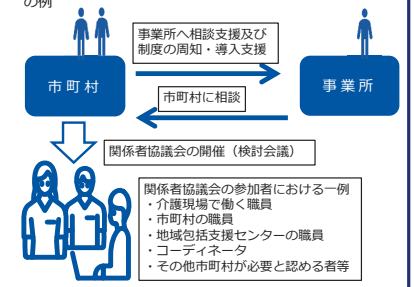 の例
事業所へ相談支援及び
制度の周知・導入支援
市町村
事業所
市町村に相談
関係者協議会の開催（検討会議）
関係者協議会の参加者における一例
・介護現場で働く職員
・市町村の職員
・地域包括支援センターの職員
・コーディネータ
・その他市町村が必要と認める者等